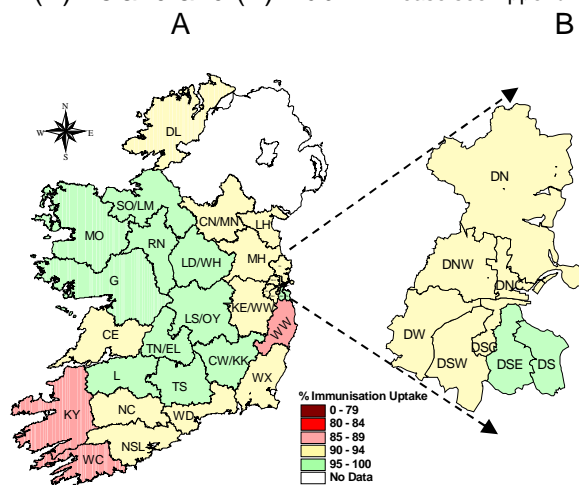 A B
N
W E
S
DL
SO/LM
CN/MN
LH
MO
RN
LD/WH
MH
G
KE/WW
LS/OY
WW
CE
TN/EL
CW/KK
L
TS
WX
KY
NC
WD
NSL
WC
DN
DNW
DNC
DW
DSC
DSW
DSE
DS
% Immunisation Uptake
0 - 79
80 - 84
85 - 89
90 - 94
95 - 100
No Data